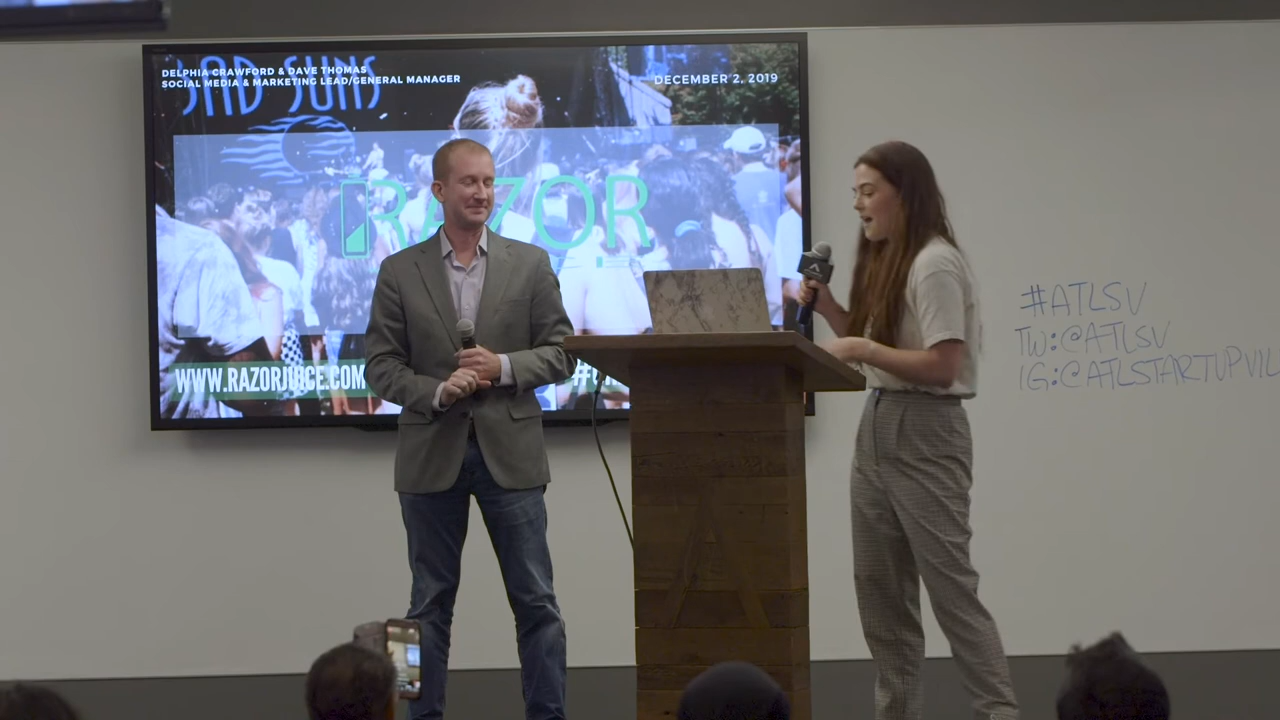 BAD SUNS
DELPHIA CRAWFORD & DAVE THOMAS
SOCIAL MEDIA & MARKETING LEAD/GENERAL MANAGER
DECEMBER 2, 2019
RAZOR
WWW.RAZORJUICE.COM
#ATLSV
TW:@ATLSV
IG:@ATLSTARTUPVIL